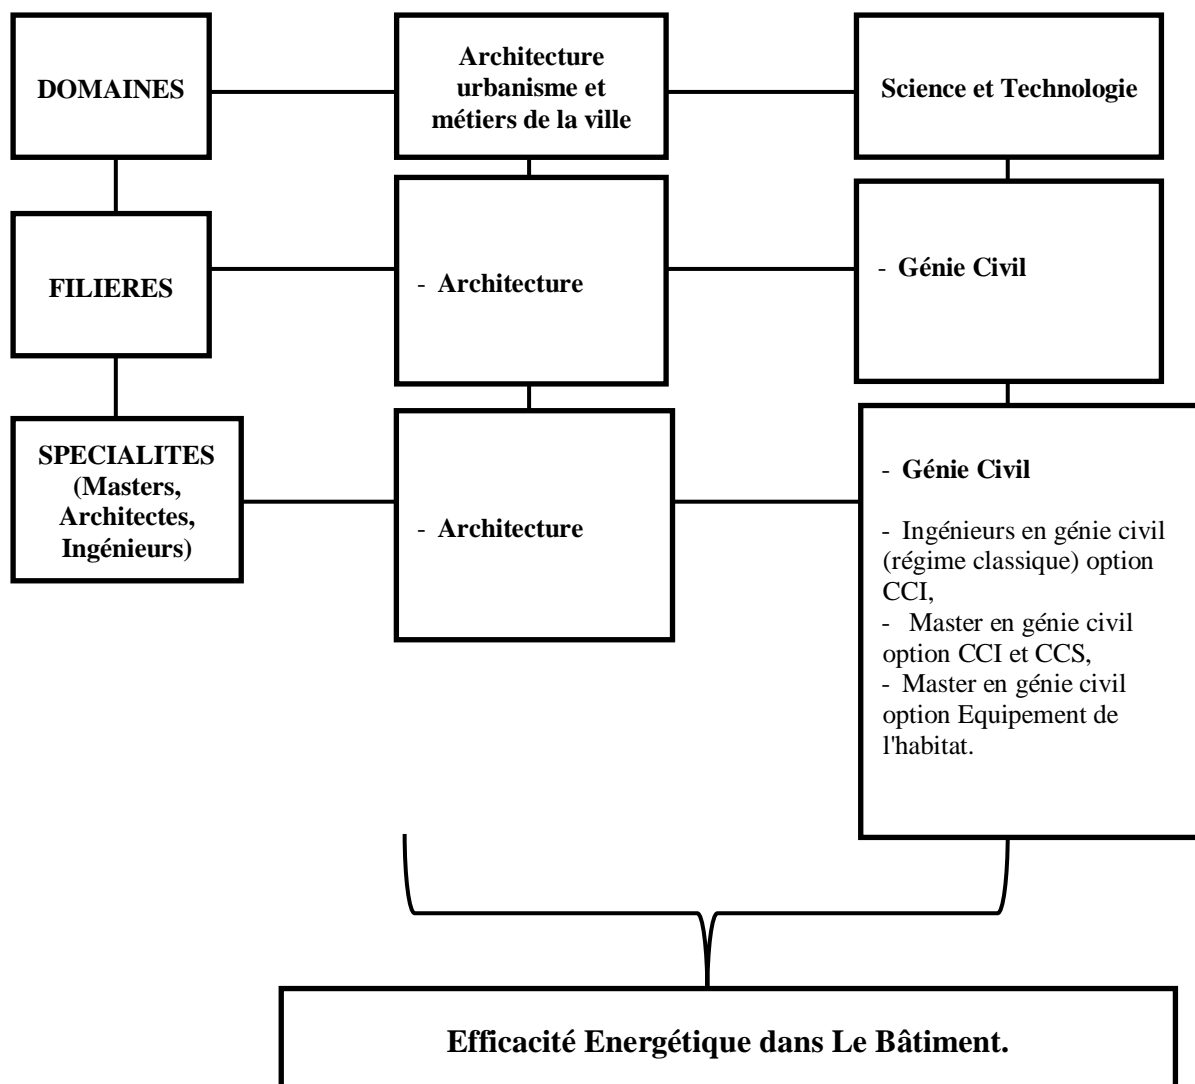 DOMAINES
Architecture
urbanisme et
métiers de la ville
Science et Technologie
FILIERES
- Architecture
- Génie Civil
SPECIALITES
(Masters,
Architectes,
Ingénieurs)
- Architecture
- Génie Civil
- Ingénieurs en génie civil
(régime classique) option
CCI,
- Master en génie civil
option CCI et CCS,
- Master en génie civil
option Equipement de
l'habitat.
Efficacité Energétique dans Le Bâtiment.